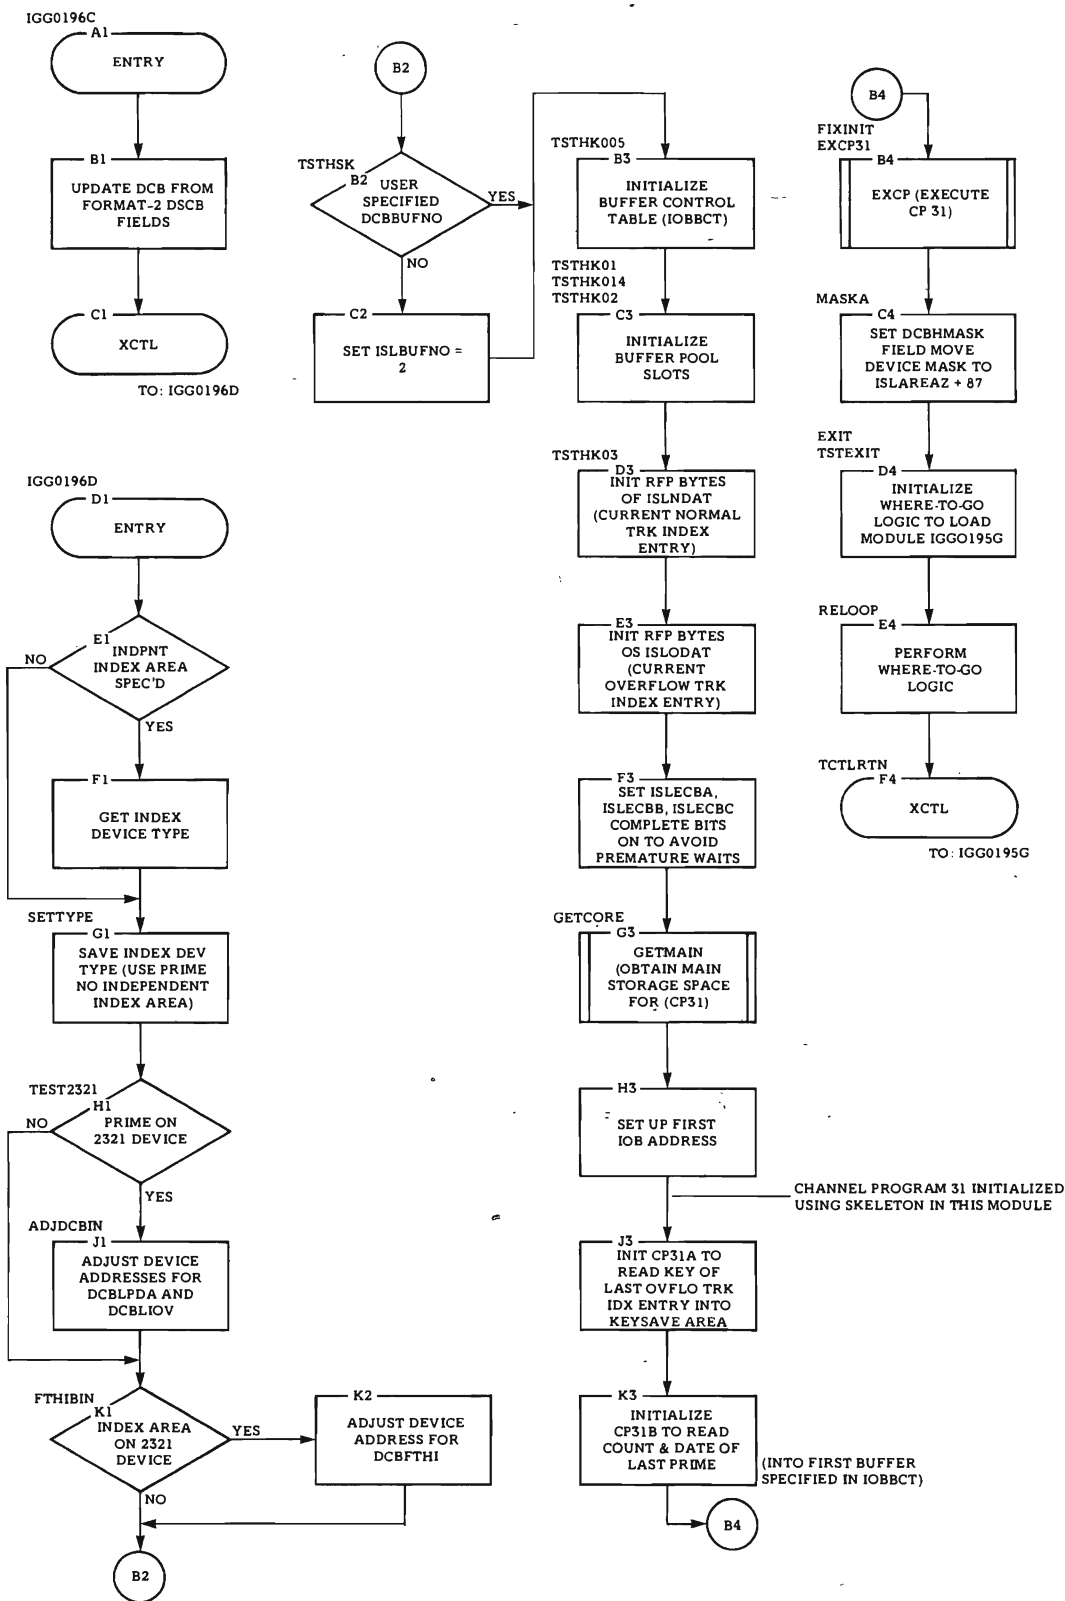 IGG0196C
A1
ENTRY
B1
UPDATE DCB FROM
FORMAT-2 DSCB
FIELDS
C1
XCTL
TO: IGG0196D
IGG0196D
D1
ENTRY
E1
INDPNT
INDEX AREA
SPEC'D
NO
YES
F1
GET INDEX
DEVICE TYPE
SETTYPE
G1
SAVE INDEX DEV
TYPE (USE PRIME
NO INDEPENDENT
INDEX AREA)
TEST2321
H1
PRIME ON
2321 DEVICE
NO
YES
ADJDCBIN
J1
ADJUST DEVICE
ADDRESSES FOR
DCBLPDA AND
DCBLIOV
FTHIBIN
K1
INDEX AREA
ON 2321
DEVICE
YES
NO
K2
ADJUST DEVICE
ADDRESS FOR
DCBFTHI
B2
B2
TSTHSK
B2
USER
SPECIFIED
DCBBUFNO
YES
NO
C2
SET ISLBUFNO =
2
TSTHK005
B3
INITIALIZE
BUFFER CONTROL
TABLE (IOBBCT)
TSTHK01
TSTHK014
TSTHK02
C3
INITIALIZE
BUFFER POOL
SLOTS
TSTHK03
D3
INIT RFP BYTES
OF ISLNDAT
(CURRENT NORMAL
TRK INDEX
ENTRY)
E3
INIT RFP BYTES
OS ISLODAT
(CURRENT
OVERFLOW TRK
INDEX ENTRY)
F3
SET ISLECBA,
ISLECBB, ISLECBC
COMPLETE BITS
ON TO AVOID
PREMATURE WAITS
GETCORE
G3
GETMAIN
(OBTAIN MAIN
STORAGE SPACE
FOR (CP31)
H3
SET UP FIRST
IOB ADDRESS
CHANNEL PROGRAM 31 INITIALIZED
USING SKELETON IN THIS MODULE
J3
INIT CP31A TO
READ KEY OF
LAST OVFLO TRK
IDX ENTRY INTO
KEYSAVE AREA
K3
INITIALIZE
CP31B TO READ
COUNT & DATE OF
LAST PRIME
(INTO FIRST BUFFER
SPECIFIED IN IOBBCT)
B4
B4
FIXINIT
EXCP31
B4
EXCP (EXECUTE
CP 31)
MASKA
C4
SET DCBHMASK
FIELD MOVE
DEVICE MASK TO
ISLAREAZ + 87
EXIT
TSTEXIT
D4
INITIALIZE
WHERE-TO-GO
LOGIC TO LOAD
MODULE IGGO195G
RELOOP
E4
PERFORM
WHERE-TO-GO
LOGIC
TCTLRTN
F4
XCTL
TO: IGG0195G